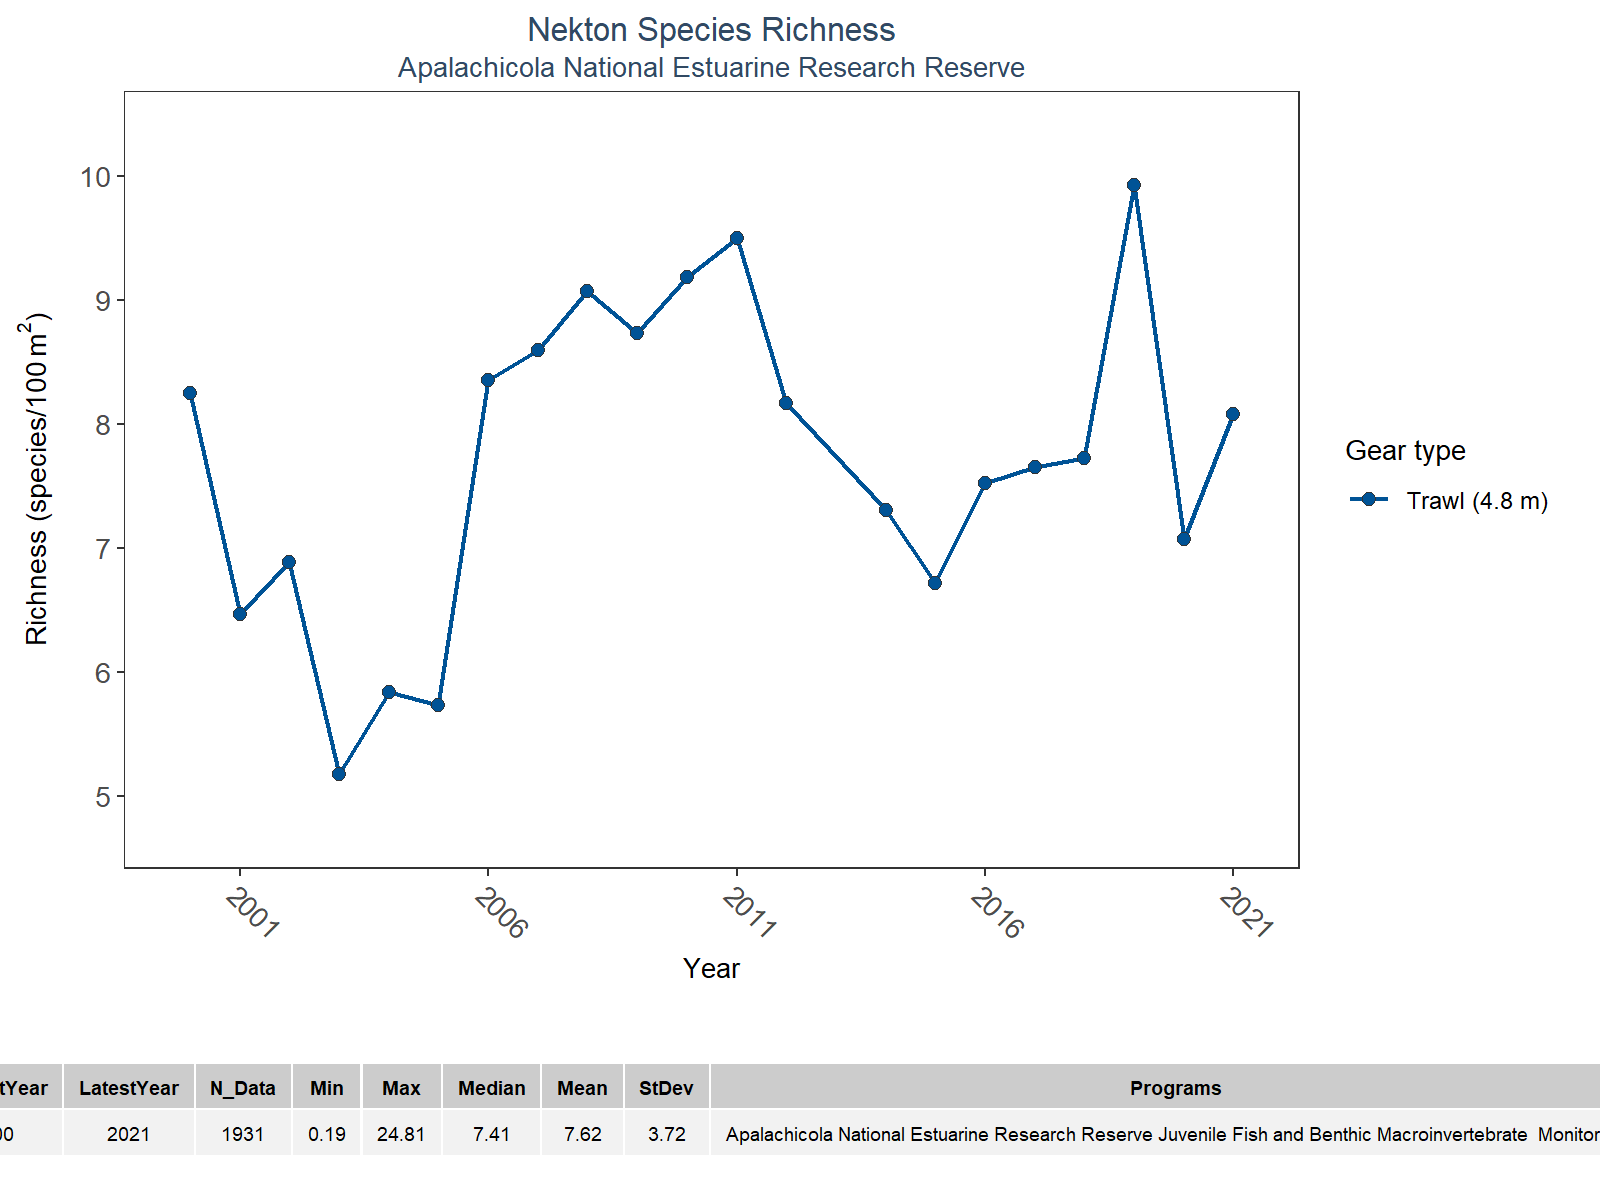 Nekton Species Richness
Apalachicola National Estuarine Research Reserve
10
9
8
7
6
5
Richness (species/100 m²)
2001
2006
2011
2016
2021
Year
Gear type
Trawl (4.8 m)
tYear LatestYear N_Data Min Max Median Mean StDev Programs
00 2021 1931 0.19 24.81 7.41 7.62 3.72 Apalachicola National Estuarine Research Reserve Juvenile Fish and Benthic Macroinvertebrate Monitor